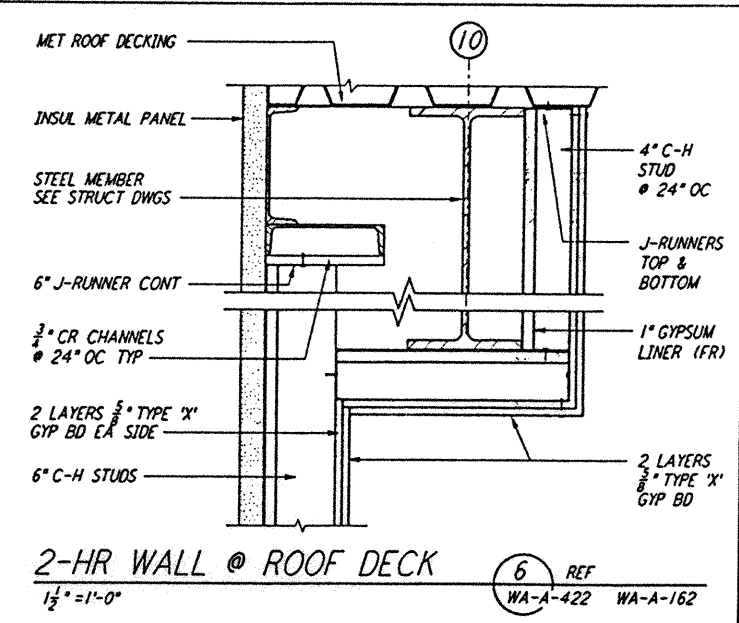 MET ROOF DECKING
10
INSUL METAL PANEL
STEEL MEMBER
SEE STRUCT DWGS
6" J-RUNNER CONT
3/4" CR CHANNELS
@ 24" OC TYP
2 LAYERS 5/8" TYPE 'X'
GYP BD EA SIDE
6" C-H STUDS
4" C-H
STUD
@ 24" OC
J-RUNNERS
TOP &
BOTTOM
1" GYPSUM
LINER (FR)
2 LAYERS
5/8" TYPE 'X'
GYP BD
2-HR WALL @ ROOF DECK
1 1/2" =1'-0"
6 REF
WA-A-422 WA-A-162